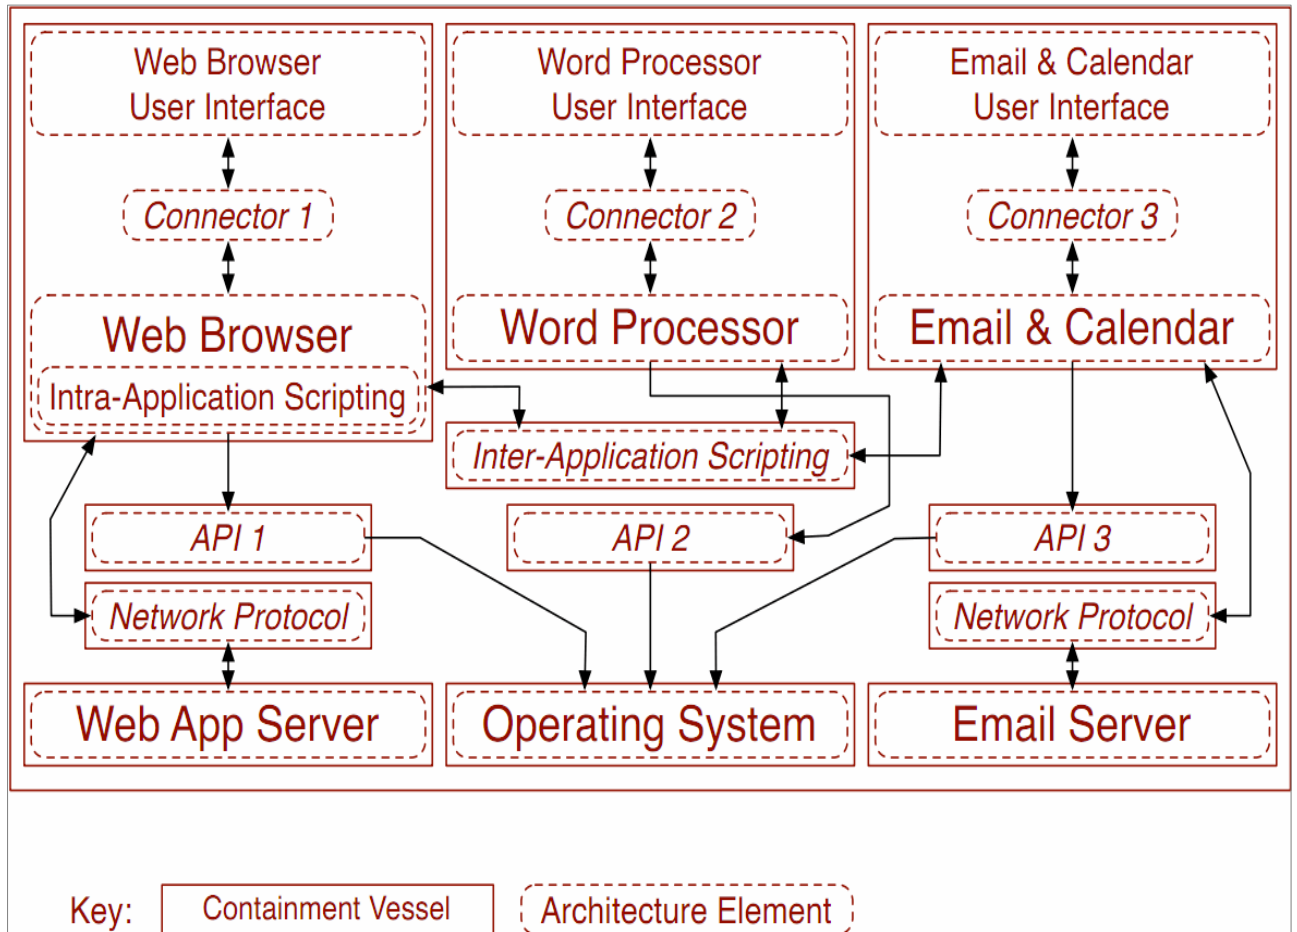 Web Browser
User Interface
Word Processor
User Interface
Email & Calendar
User Interface
Connector 1
Connector 2
Connector 3
Web Browser
Intra-Application Scripting
Word Processor
Email & Calendar
Inter-Application Scripting
API 1
API 2
API 3
Network Protocol
Network Protocol
Web App Server
Operating System
Email Server
Key:
Containment Vessel
Architecture Element